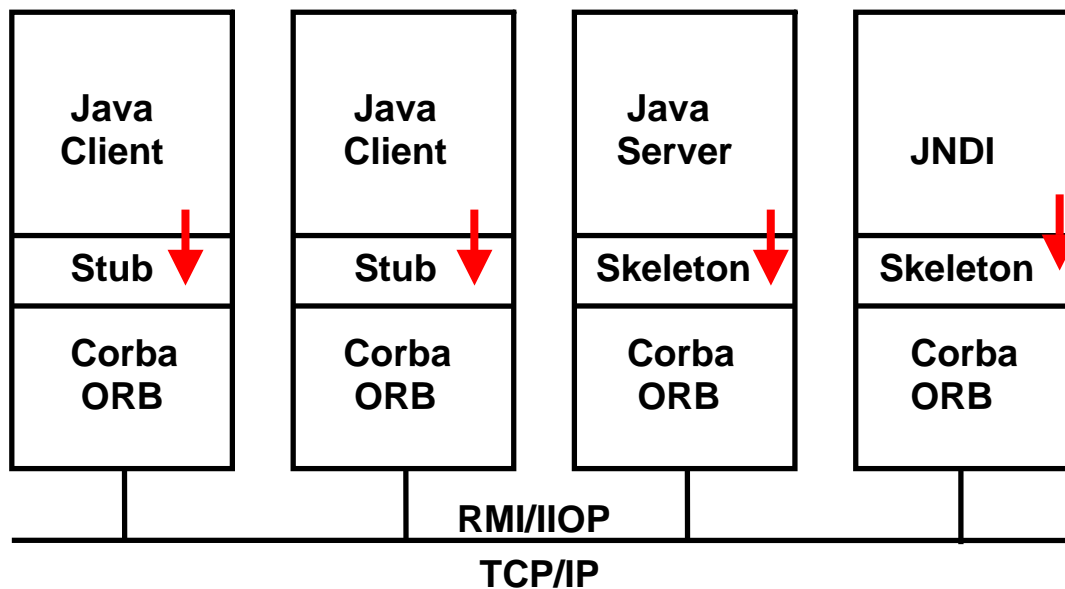 Java
Client
Stub
Corba
ORB
Java
Client
Stub
Corba
ORB
Java
Server
Skeleton
Corba
ORB
JNDI
Skeleton
Corba
ORB
RMI/IIOP
TCP/IP